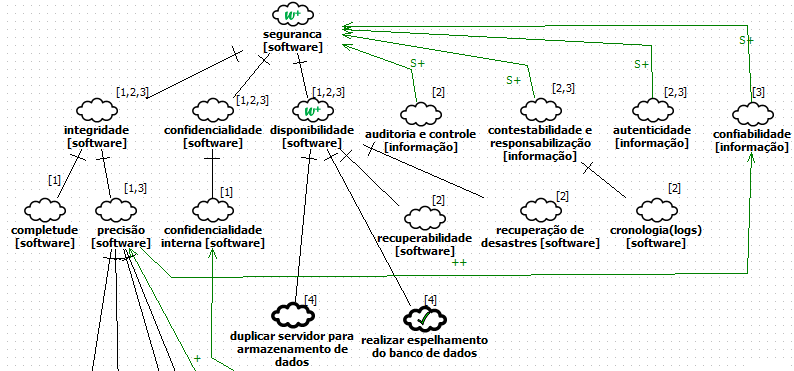 w+
seguranca
[software]
S+
S+
S+
S+
[1,2,3]
integridade
[software]
[1,2,3]
confidencialidade
[software]
[1,2,3]
w+
disponibilidade
[software]
[2]
auditoria e controle
[informação]
[2,3]
contestabilidade e
responsabilização
[informação]
[2,3]
autenticidade
[informação]
[3]
confiabilidade
[informação]
[1]
completude
[software]
[1,3]
precisão
[software]
[1]
confidencialidade
interna [software]
[2]
recuperabilidade
[software]
[2]
recuperação de
desastres [software]
[2]
cronologia(logs)
[software]
++
[4]
duplicar servidor para
armazenamento de
dados
[4]
realizar espelhamento
do banco de dados
+